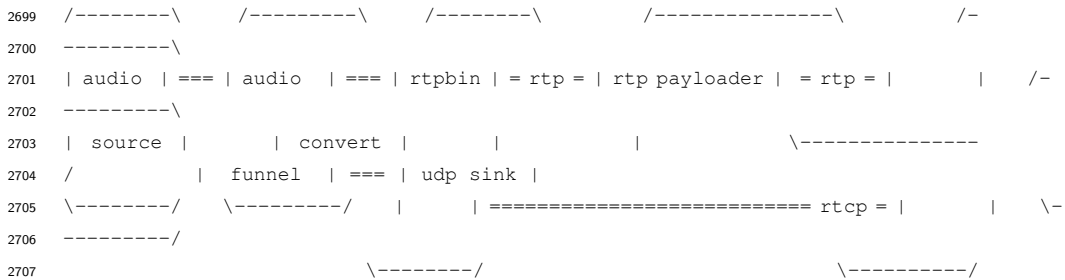 2699 /--------\ /---------\ /--------\ /---------------\ /-
2700 ---------\
2701 | audio | === | audio | === | rtpbin | = rtp = | rtp payloader | = rtp = | | /-
2702 ---------\
2703 | source | | convert | | | \---------------
2704 / | funnel | === | udp sink |
2705 \--------/ \---------/ | | ========================== rtcp = | | \-
2706 ---------/
2707 \--------/ \----------/